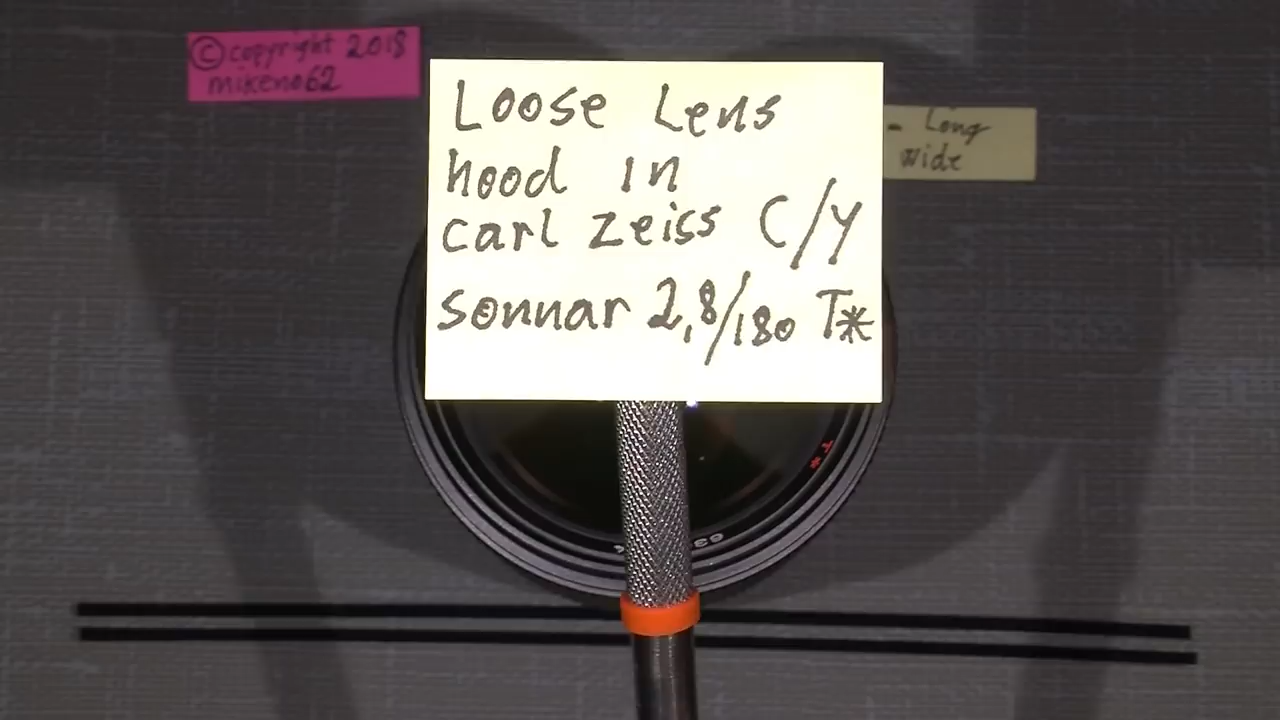 © copyright 2018
mikeno62
Loose Lens
hood in
carl zeiss C/Y
sonnar 2,8/180 T*
- Long
wide
T*